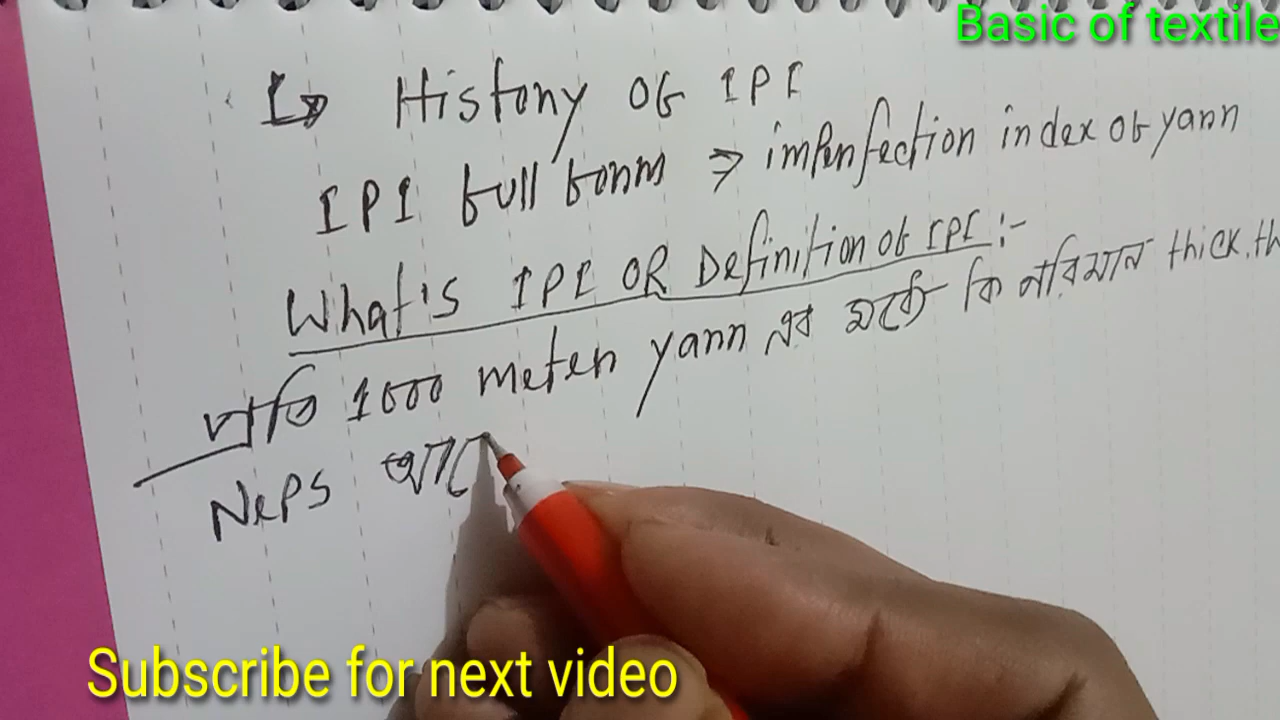 Basic of textile
1⇒ History of IPI
IPI full form ⇒ imperfection index of yarn
What's IPI OR Definition of IPI :-
প্রতি 1000 meter yarn এর মধ্যে কি পরিমান thick, th
Neps আছে
Subscribe for next video